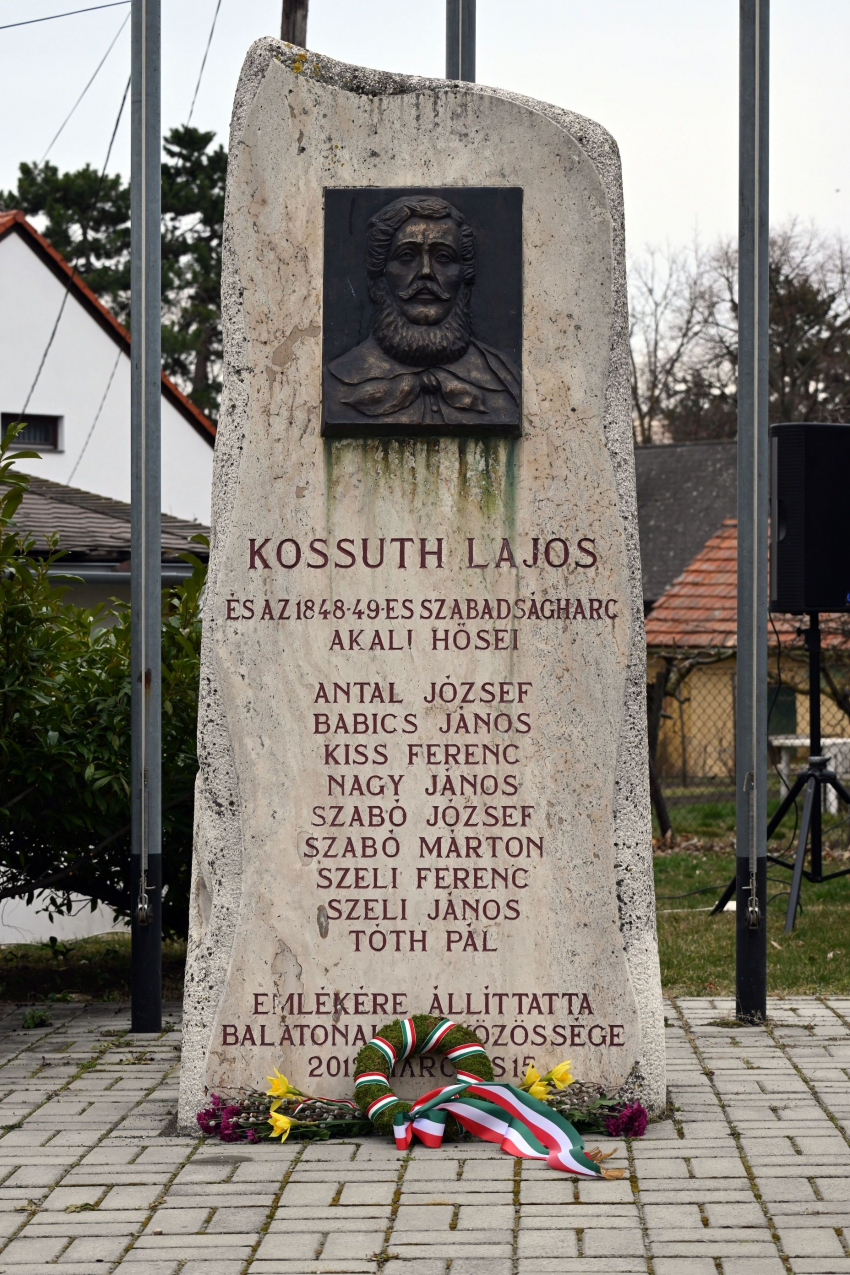 KOSSUTH LAJOS
ÉS AZ 1848-49-ES SZABADSÁGHARC
AKALI HŐSEI
ANTAL JÓZSEF
BABICS JÁNOS
KISS FERENC
NAGY JÁNOS
SZABÓ JÓZSEF
SZABÓ MÁRTON
SZELI FERENC
SZELI JÁNOS
TÓTH PÁL
EMLÉKÉRE ÁLLÍTTATTA